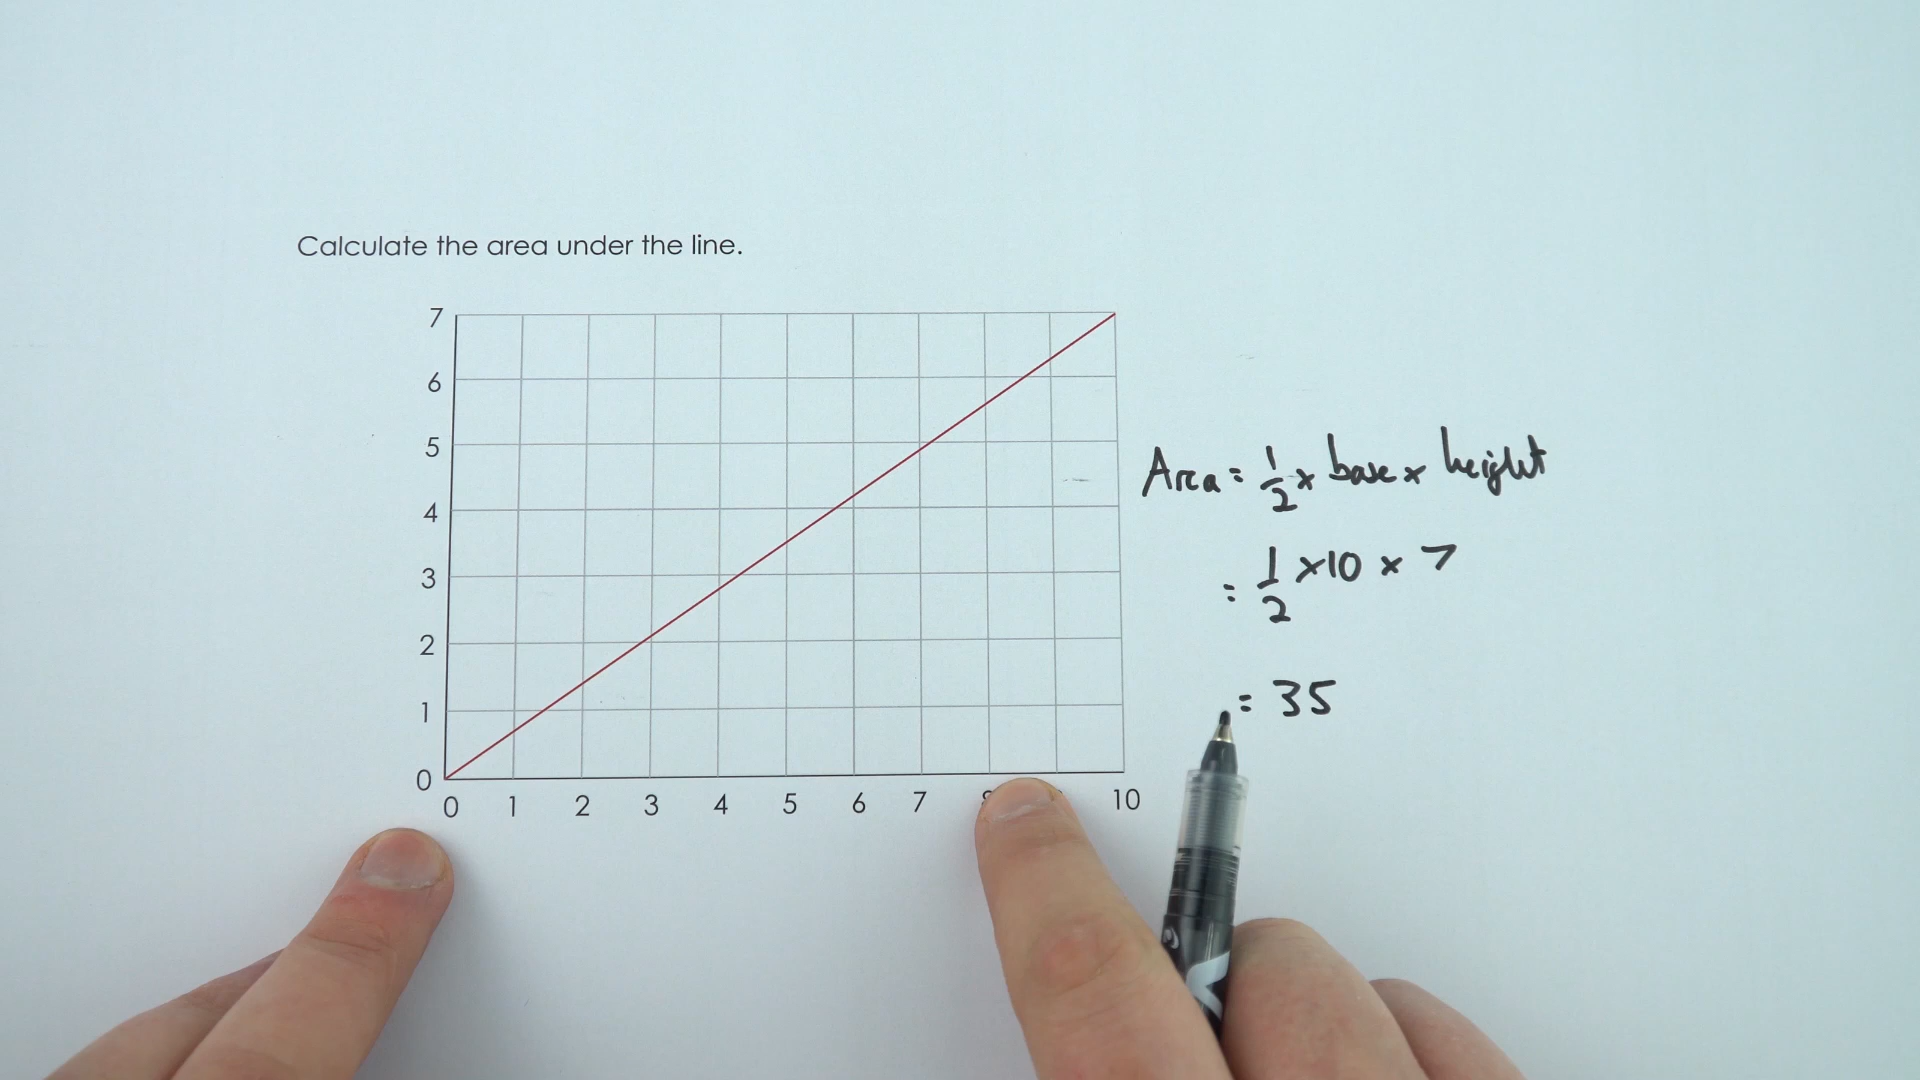 Calculate the area under the line.
7
6
5
4
3
2
1
0
0 1 2 3 4 5 6 7 10
Area = 1/2 x base x height
= 1/2 x 10 x 7
= 35